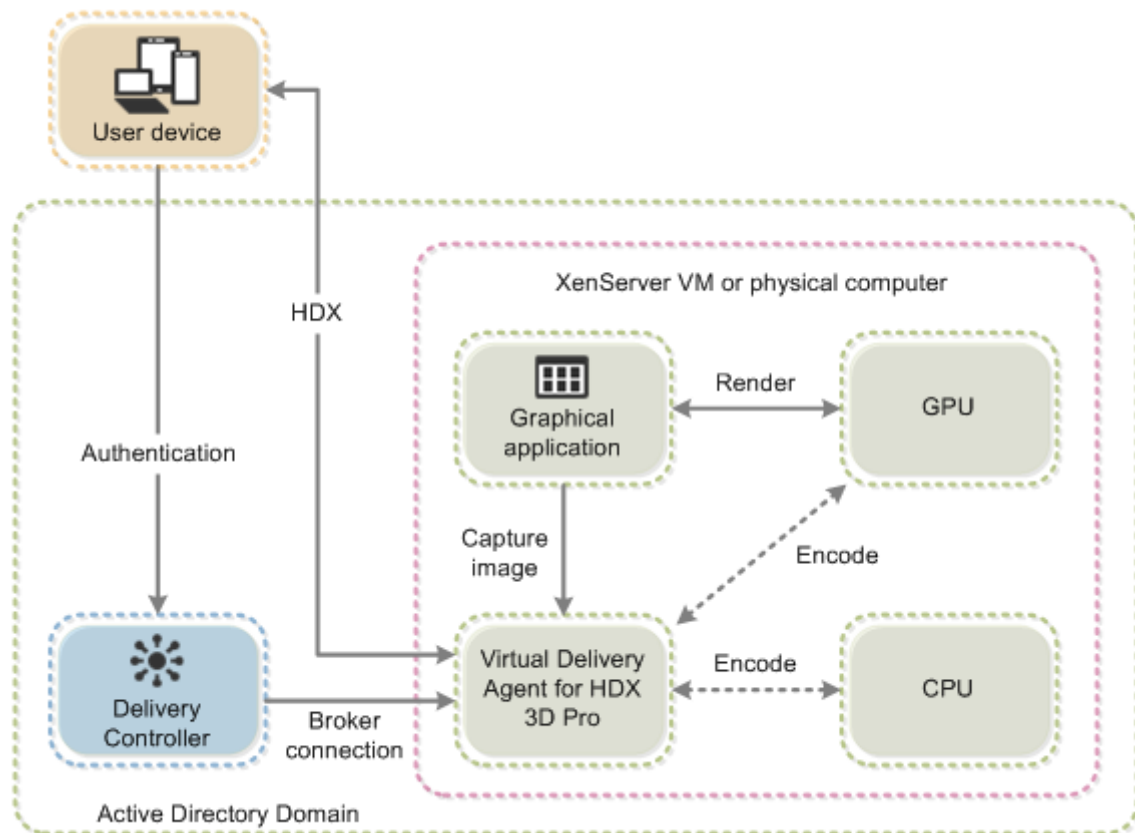 User device
XenServer VM or physical computer
HDX
Render
Graphical
application
GPU
Authentication
Capture
image
Encode
Virtual Delivery
Agent for HDX
3D Pro
Encode
CPU
Delivery
Controller
Broker
connection
Active Directory Domain